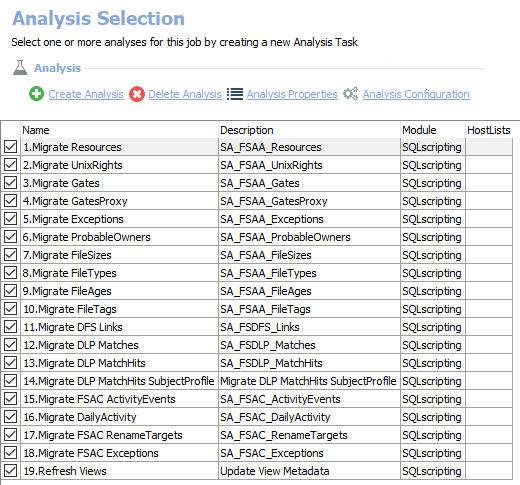 Analysis Selection
Select one or more analyses for this job by creating a new Analysis Task
Analysis
Create Analysis Delete Analysis Analysis Properties Analysis Configuration
Name Description Module HostLists
1.Migrate Resources SA_FSAA_Resources SQLscripting
2.Migrate UnixRights SA_FSAA_UnixRights SQLscripting
3.Migrate Gates SA_FSAA_Gates SQLscripting
4.Migrate GatesProxy SA_FSAA_GatesProxy SQLscripting
5.Migrate Exceptions SA_FSAA_Exceptions SQLscripting
6.Migrate ProbableOwners SA_FSAA_ProbableOwners SQLscripting
7.Migrate FileSizes SA_FSAA_FileSizes SQLscripting
8.Migrate FileTypes SA_FSAA_FileTypes SQLscripting
9.Migrate FileAges SA_FSAA_FileAges SQLscripting
10.Migrate FileTags SA_FSAA_FileTags SQLscripting
11.Migrate DFS Links SA_FSDFS_Links SQLscripting
12.Migrate DLP Matches SA_FSDLP_Matches SQLscripting
13.Migrate DLP MatchHits SA_FSDLP_MatchHits SQLscripting
14.Migrate DLP MatchHits SubjectProfile Migrate DLP MatchHits SubjectProfile SQLscripting
15.Migrate FSAC ActivityEvents SA_FSAC_ActivityEvents SQLscripting
16.Migrate DailyActivity SA_FSAC_DailyActivity SQLscripting
17.Migrate FSAC RenameTargets SA_FSAC_RenameTargets SQLscripting
18.Migrate FSAC Exceptions SA_FSAC_Exceptions SQLscripting
19.Refresh Views Update View Metadata SQLscripting